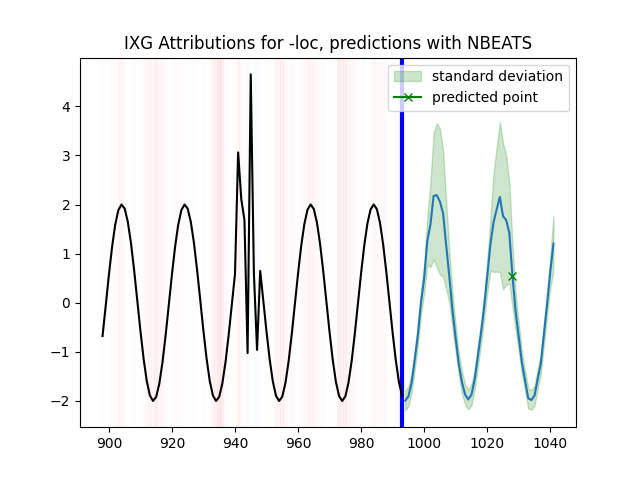 IXG Attributions for -loc, predictions with NBEATS
standard deviation
predicted point
4
3
2
1
0
−1
−2
900 920 940 960 980 1000 1020 1040